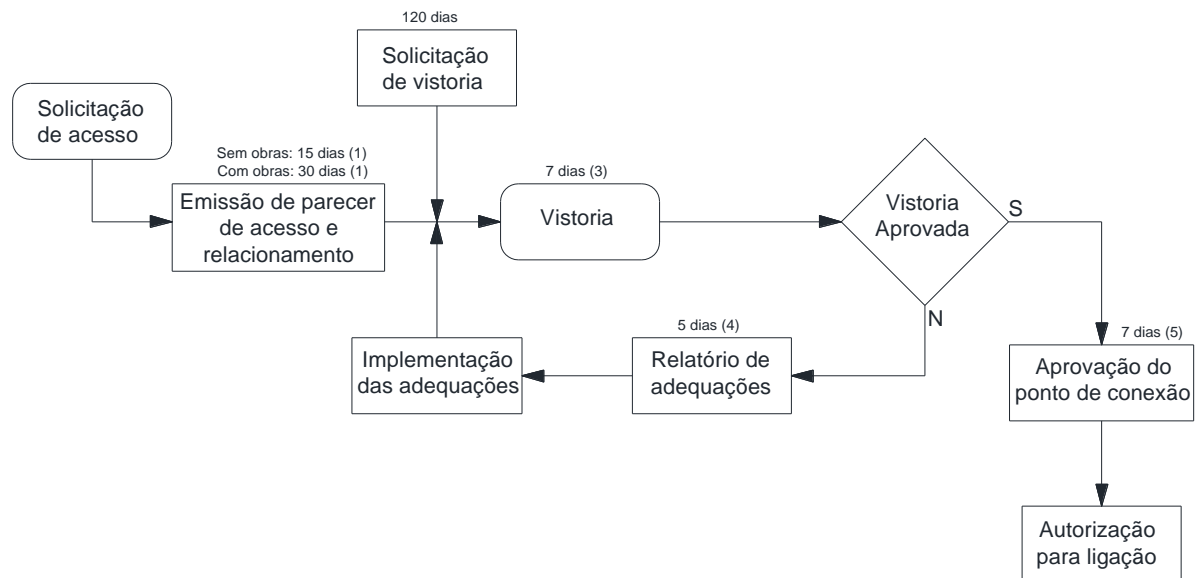 120 dias
Solicitação
de vistoria
Solicitação
de acesso
Sem obras: 15 dias (1)
Com obras: 30 dias (1)
Emissão de parecer
de acesso e
relacionamento
7 dias (3)
Vistoria
Vistoria
Aprovada
S
N
5 dias (4)
Relatório de
adequações
Implementação
das adequações
7 dias (5)
Aprovação do
ponto de conexão
Autorização
para ligação